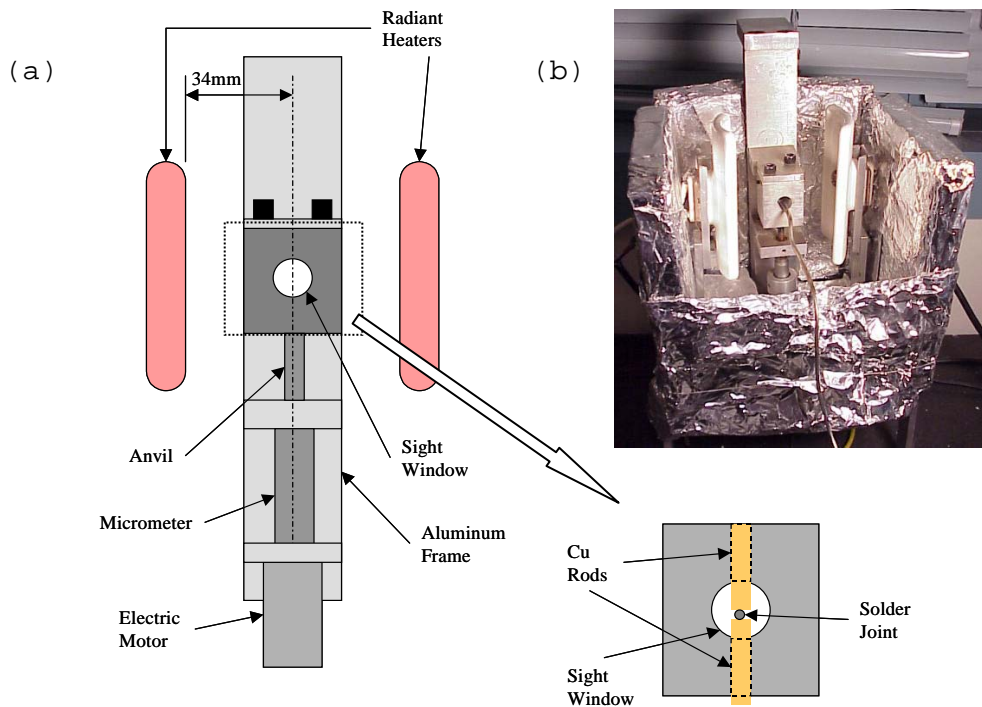 Radiant
Heaters
(a)
(b)
34mm
Anvil
Sight
Window
Micrometer
Aluminum
Frame
Electric
Motor
Cu
Rods
Solder
Joint
Sight
Window